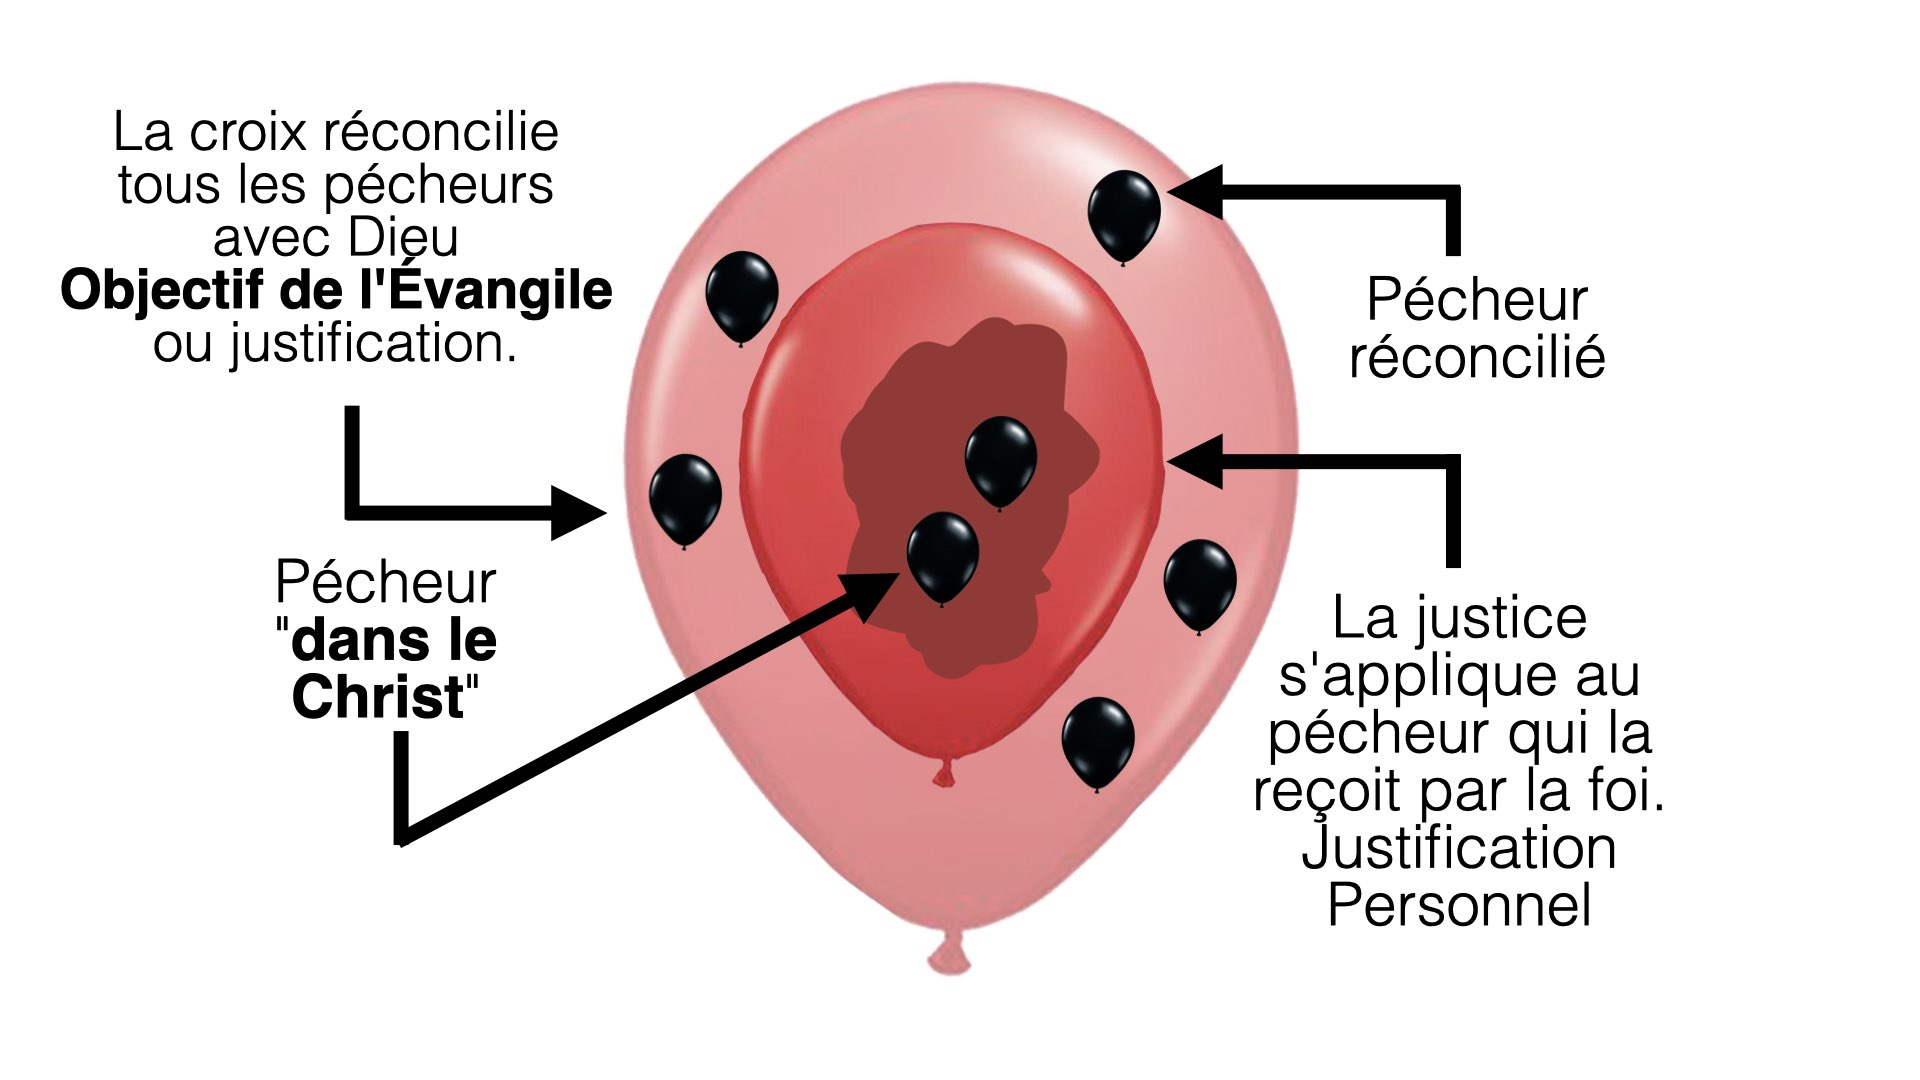 La croix réconcilie
tous les pécheurs
avec Dieu
Objectif de l'Évangile
ou justification.
Pécheur
"dans le
Christ"
Pécheur
réconcilié
La justice
s'applique au
pécheur qui la
reçoit par la foi.
Justification
Personnel